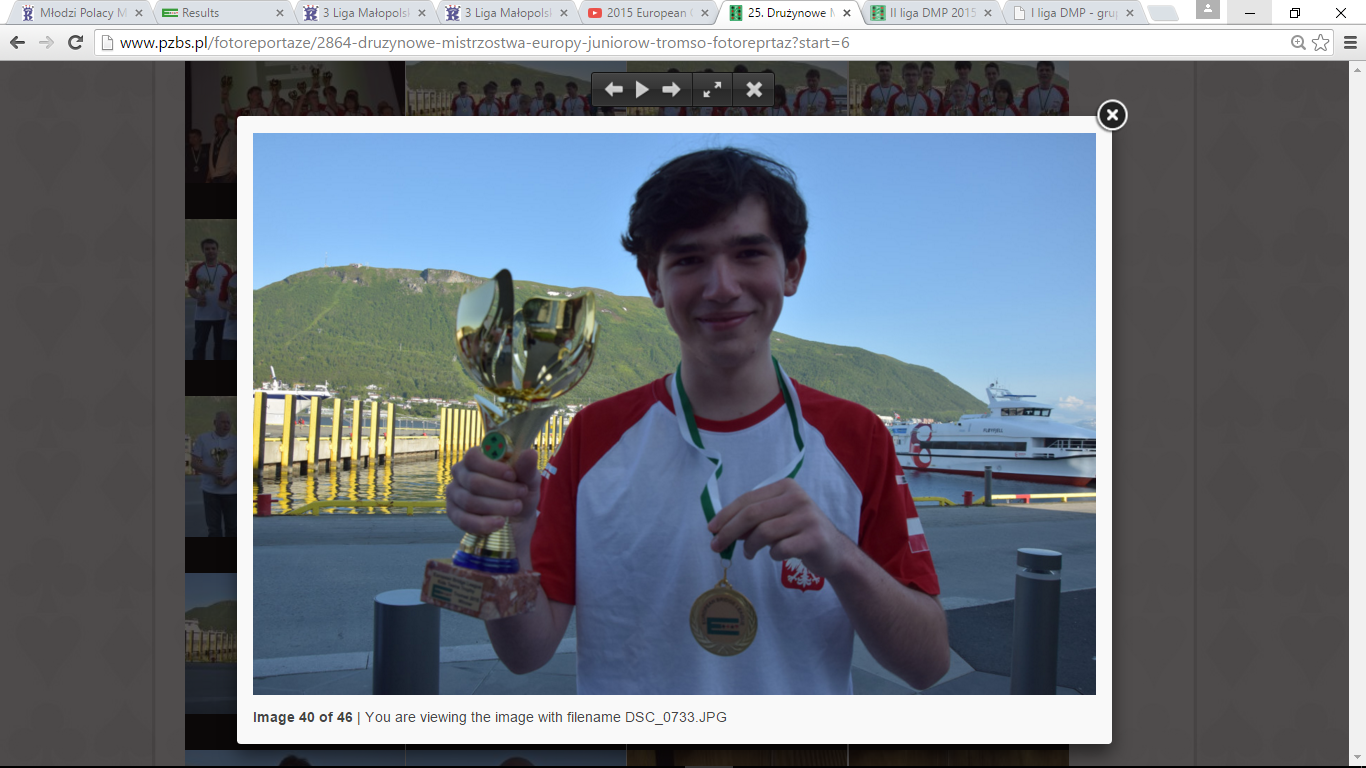 Młodzi Polacy M
Results
3 Liga Małopols
3 Liga Małopols
2015 European
25. Drużynowe M
II liga DMP 2015
I liga DMP - gru
www.pzbs.pl/fotoreportaze/2864-druzynowe-mistrzostwa-europy-juniorow-tromso-fotoreprtaz?start=6
Image 40 of 46 | You are viewing the image with filename DSC_0733.JPG